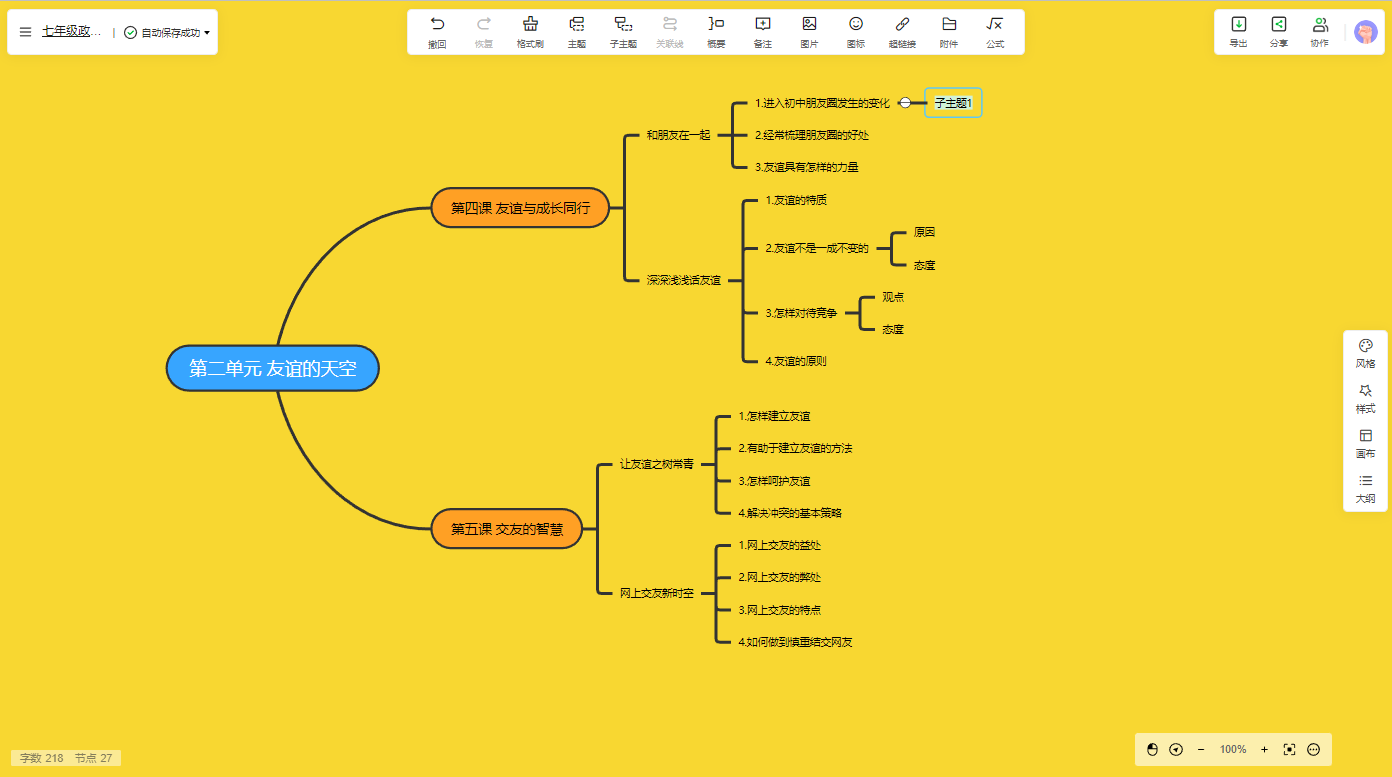 七年级政...
自动保存成功
撤回
恢复
格式刷
主题
子主题
关联线
概要
备注
图片
图标
超链接
附件
公式
导出
分享
协作
1.进入初中朋友圈发生的变化
子主题1
和朋友在一起
2.经常梳理朋友圈的好处
3.友谊具有怎样的力量
第四课 友谊与成长同行
1.友谊的特质
原因
2.友谊不是一成不变的
态度
深深浅浅话友谊
观点
3.怎样对待竞争
态度
4.友谊的原则
第二单元 友谊的天空
1.怎样建立友谊
2.有助于建立友谊的方法
让友谊之树常青
3.怎样呵护友谊
4.解决冲突的基本策略
第五课 交友的智慧
1.网上交友的益处
2.网上交友的弊处
网上交友新时空
3.网上交友的特点
4.如何做到慎重结交网友
风格
样式
画布
大纲
字数 218 节点 27
100%